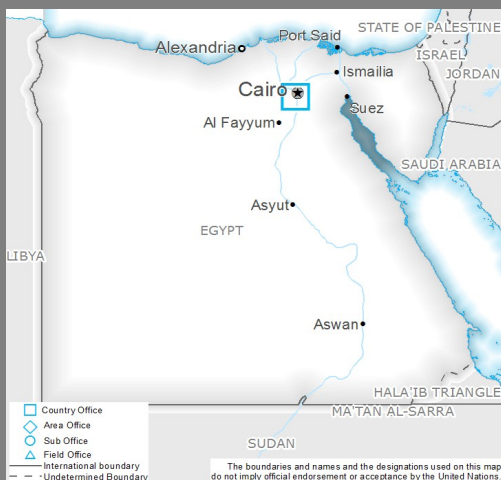 STATE OF PALESTINE
Port Said
Alexandria
ISRAEL
Ismailia
JORDAN
Cairo
Suez
Al Fayyum
SAUDI ARABIA
Asyut
EGYPT
LIBYA
Aswan
HALA'IB TRIANGLE
MA'TAN AL-SARRA
SUDAN
Country Office
Area Office
Sub Office
Field Office
International boundary
Undetermined Boundary
The boundaries and names and the designations used on this map
do not imply official endorsement or acceptance by the United Nations.